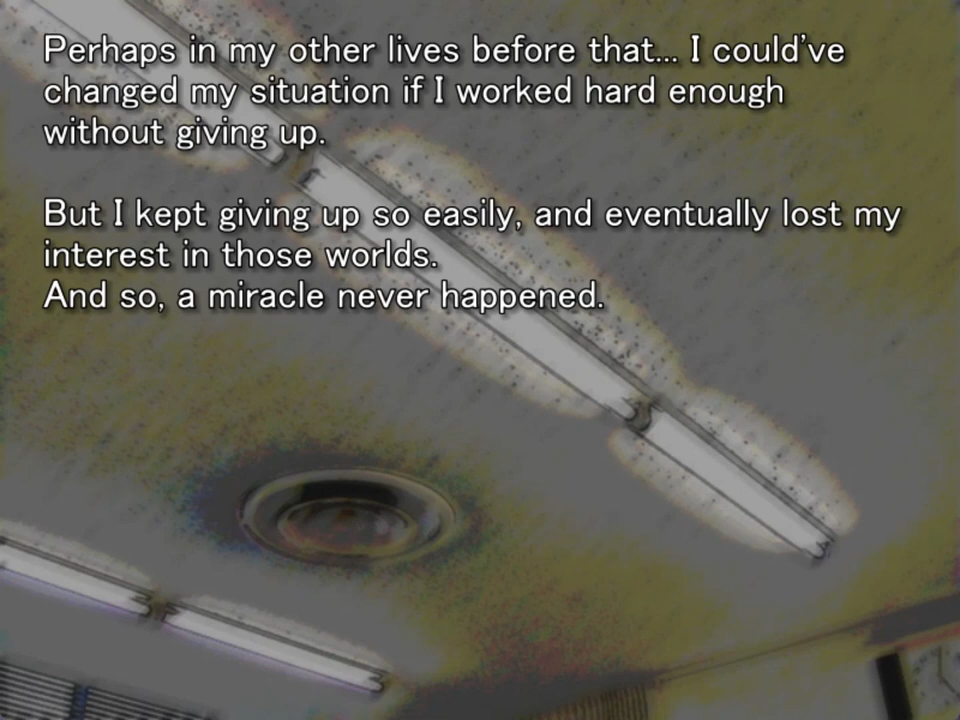 Perhaps in my other lives before that... I could've
changed my situation if I worked hard enough
without giving up.
But I kept giving up so easily, and eventually lost my
interest in those worlds.
And so, a miracle never happened.